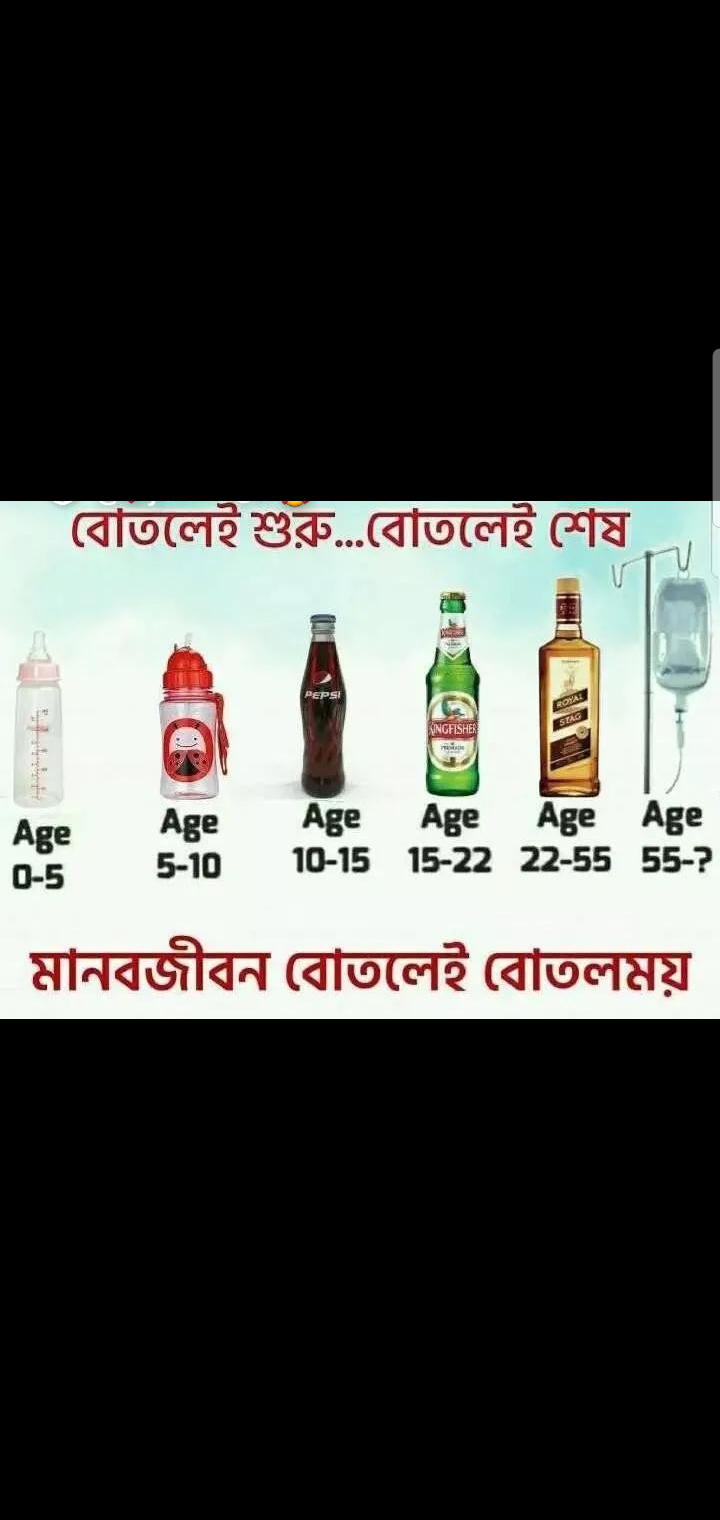 বোতলেই শুরু...বোতলেই শেষ
PEPSI
KINGFISHER
PREMIUM
ROYAL
STAG
Age Age Age Age Age Age
0-5 5-10 10-15 15-22 22-55 55-?
মানবজীবন বোতলেই বোতলময়